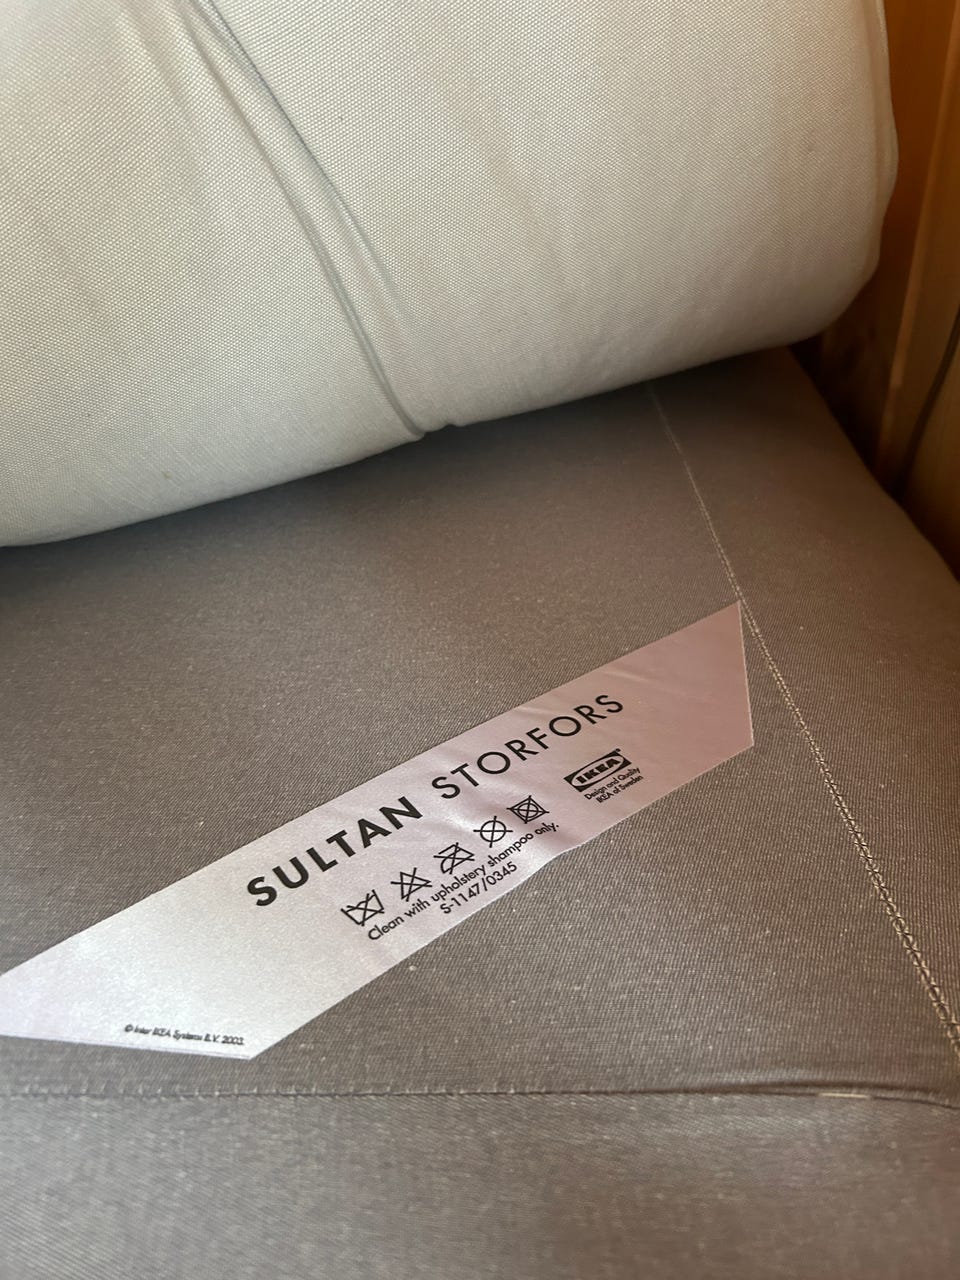 SULTAN STORFORS
IKEA®
Design and Quality
IKEA of Sweden
Clean with upholstery shampoo only.
S-1147/0345
© Inter IKEA Systems B.V. 2003